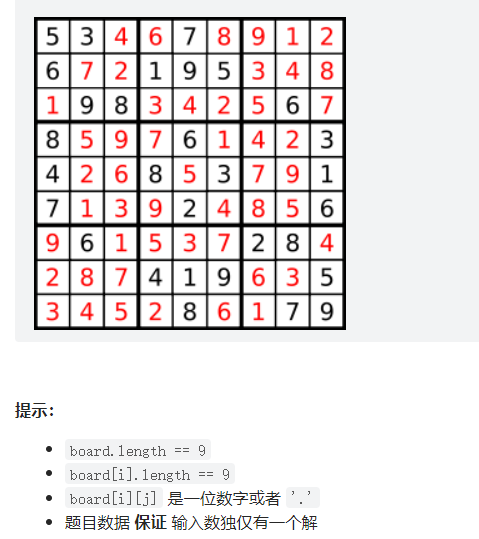 5 3 4 6 7 8 9 1 2
6 7 2 1 9 5 3 4 8
1 9 8 3 4 2 5 6 7
8 5 9 7 6 1 4 2 3
4 2 6 8 5 3 7 9 1
7 1 3 9 2 4 8 5 6
9 6 1 5 3 7 2 8 4
2 8 7 4 1 9 6 3 5
3 4 5 2 8 6 1 7 9
提示：
board.length == 9
board[i].length == 9
board[i][j] 是一位数字或者 '.'
题目数据 保证 输入数独仅有一个解